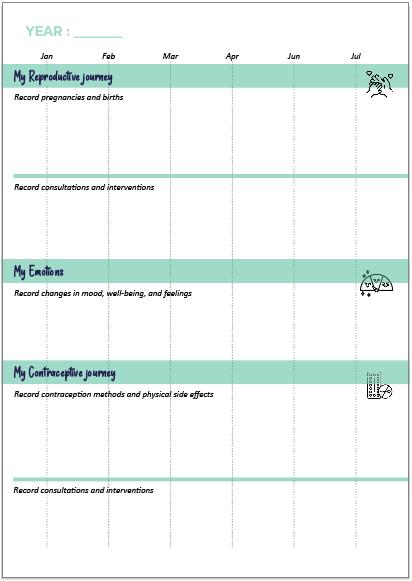 YEAR : _______
Jan Feb Mar Apr Jun Jul
My Reproductive journey
Record pregnancies and births
Record consultations and interventions
My Emotions
Record changes in mood, well-being, and feelings
My Contraceptive journey
Record contraception methods and physical side effects
Record consultations and interventions